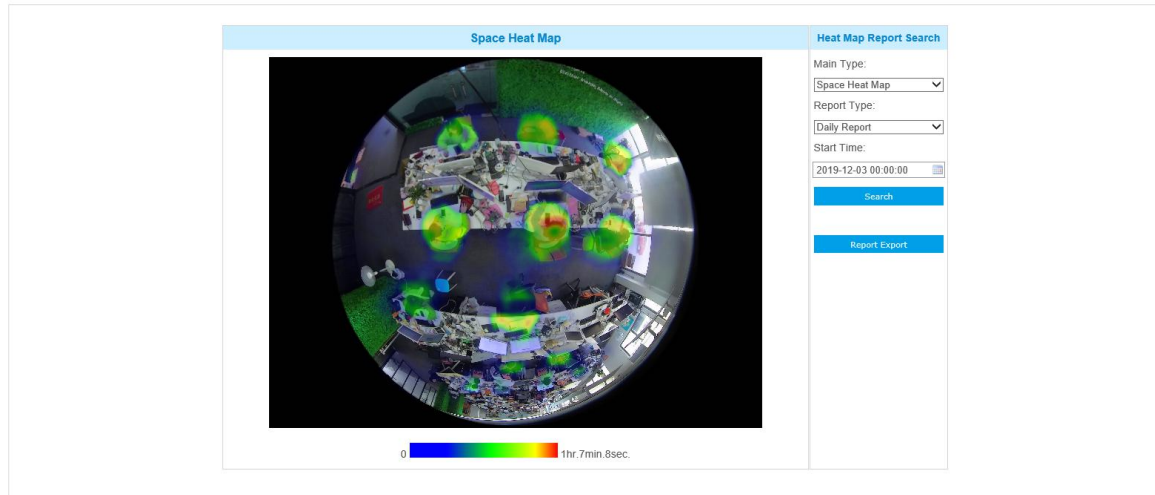 Space Heat Map
Heat Map Report Search
Main Type:
Space Heat Map
Report Type:
Daily Report
Start Time:
2019-12-03 00:00:00
Search
Report Export
0
1hr.7min.8sec.